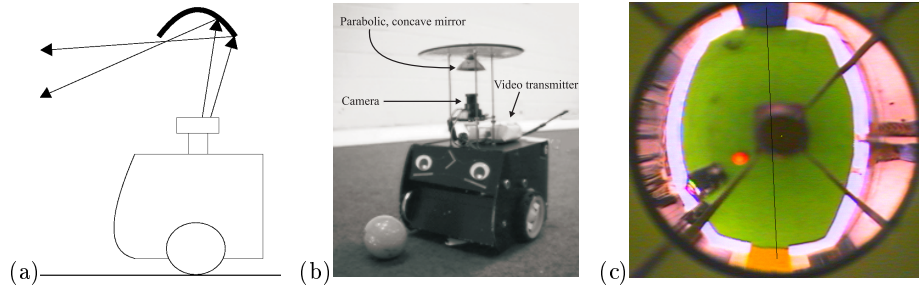 Parabolic, concave mirror
Camera
Video transmitter
(a)
(b)
(c)